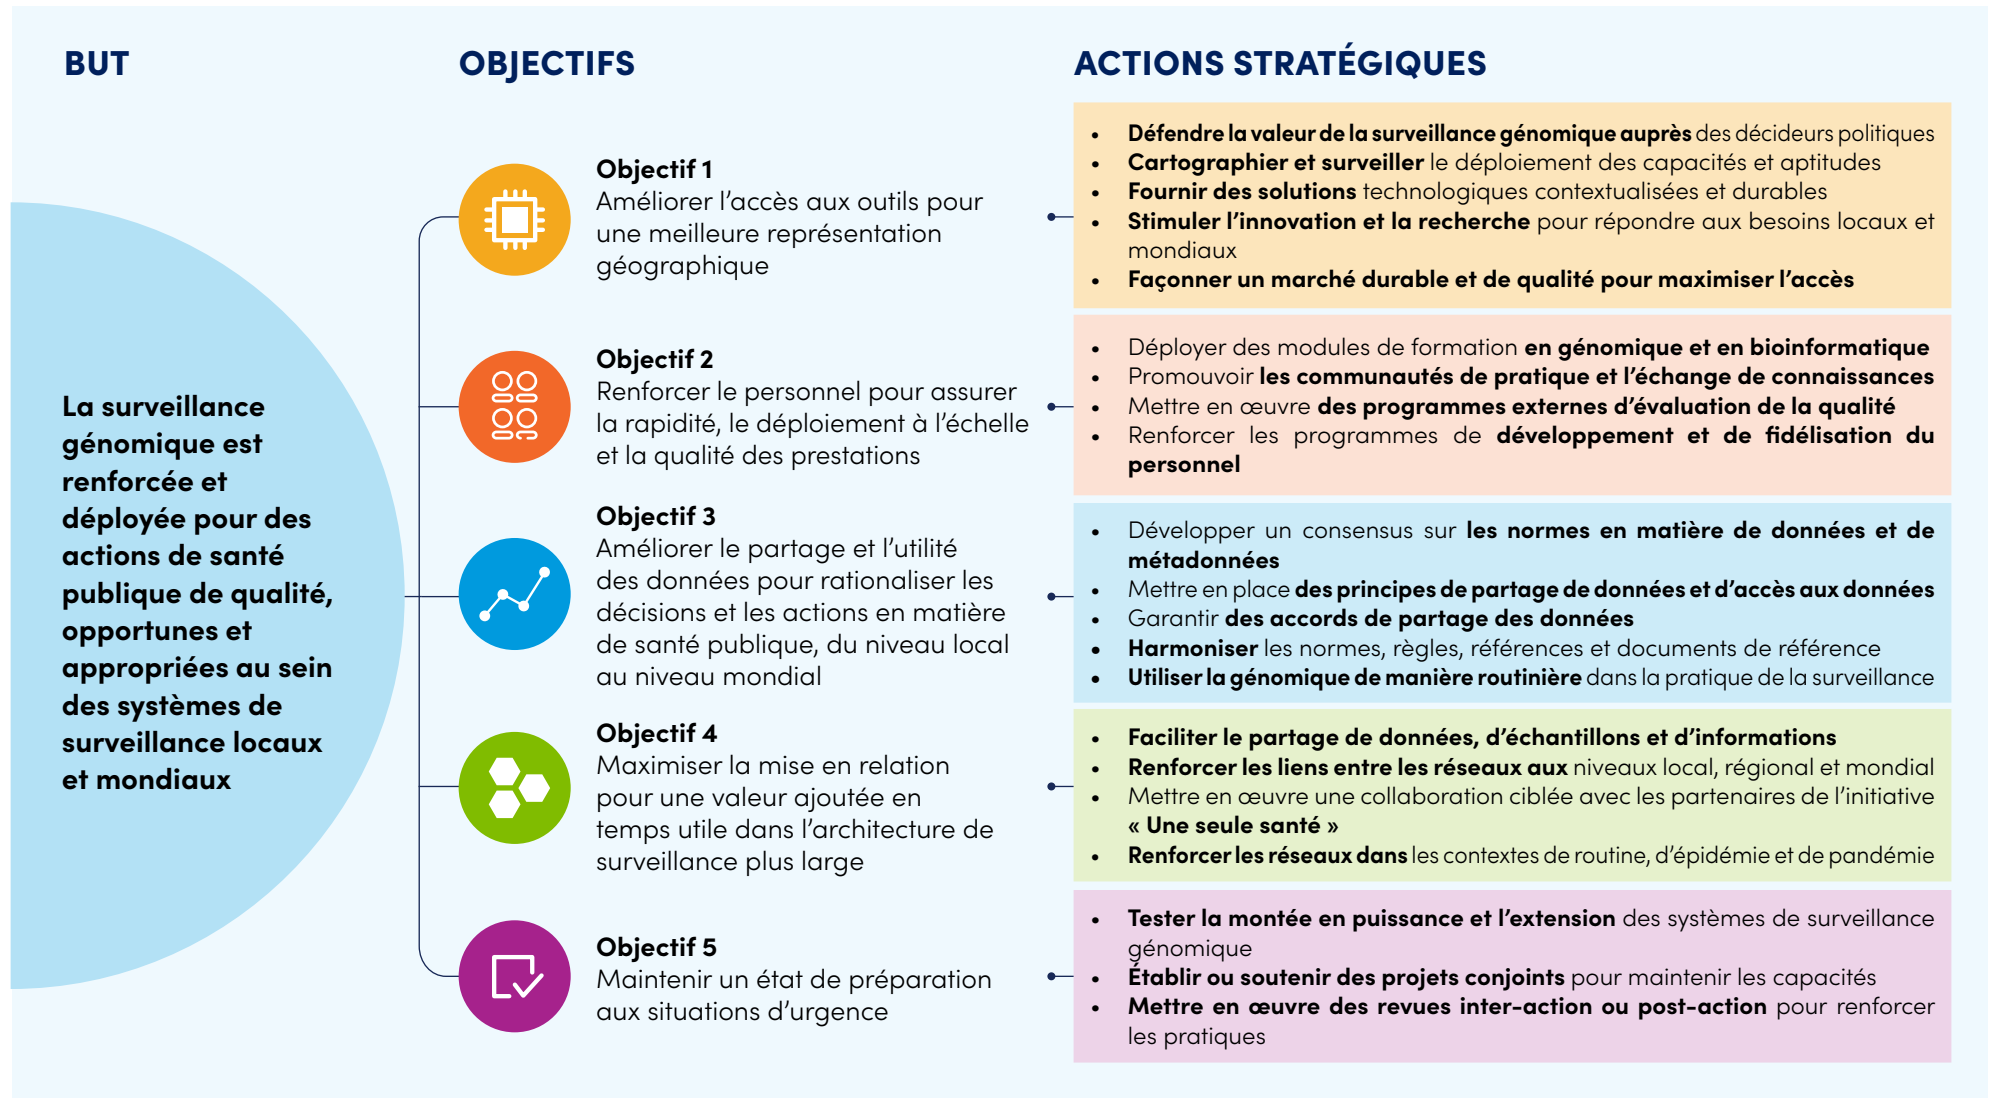 BUT
La surveillance
génomique est
renforcée et
déployée pour des
actions de santé
publique de qualité,
opportunes et
appropriées au sein
des systèmes de
surveillance locaux
et mondiaux
OBJECTIFS
Objectif 1
Améliorer l’accès aux outils pour
une meilleure représentation
géographique
Objectif 2
Renforcer le personnel pour assurer
la rapidité, le déploiement à l’échelle
et la qualité des prestations
Objectif 3
Améliorer le partage et l’utilité
des données pour rationaliser les
décisions et les actions en matière
de santé publique, du niveau local
au niveau mondial
Objectif 4
Maximiser la mise en relation
pour une valeur ajoutée en
temps utile dans l’architecture de
surveillance plus large
Objectif 5
Maintenir un état de préparation
aux situations d’urgence
ACTIONS STRATÉGIQUES
• Défendre la valeur de la surveillance génomique auprès des décideurs politiques
• Cartographier et surveiller le déploiement des capacités et aptitudes
• Fournir des solutions technologiques contextualisées et durables
• Stimuler l’innovation et la recherche pour répondre aux besoins locaux et
mondiaux
• Façonner un marché durable et de qualité pour maximiser l’accès
• Déployer des modules de formation en génomique et en bioinformatique
• Promouvoir les communautés de pratique et l’échange de connaissances
• Mettre en œuvre des programmes externes d’évaluation de la qualité
• Renforcer les programmes de développement et de fidélisation du
personnel
• Développer un consensus sur les normes en matière de données et de
métadonnées
• Mettre en place des principes de partage de données et d’accès aux données
• Garantir des accords de partage des données
• Harmoniser les normes, règles, références et documents de référence
• Utiliser la génomique de manière routinière dans la pratique de la surveillance
• Faciliter le partage de données, d’échantillons et d’informations
• Renforcer les liens entre les réseaux aux niveaux local, régional et mondial
• Mettre en œuvre une collaboration ciblée avec les partenaires de l’initiative
« Une seule santé »
• Renforcer les réseaux dans les contextes de routine, d’épidémie et de pandémie
• Tester la montée en puissance et l’extension des systèmes de surveillance
génomique
• Établir ou soutenir des projets conjoints pour maintenir les capacités
• Mettre en œuvre des revues inter-action ou post-action pour renforcer
les pratiques